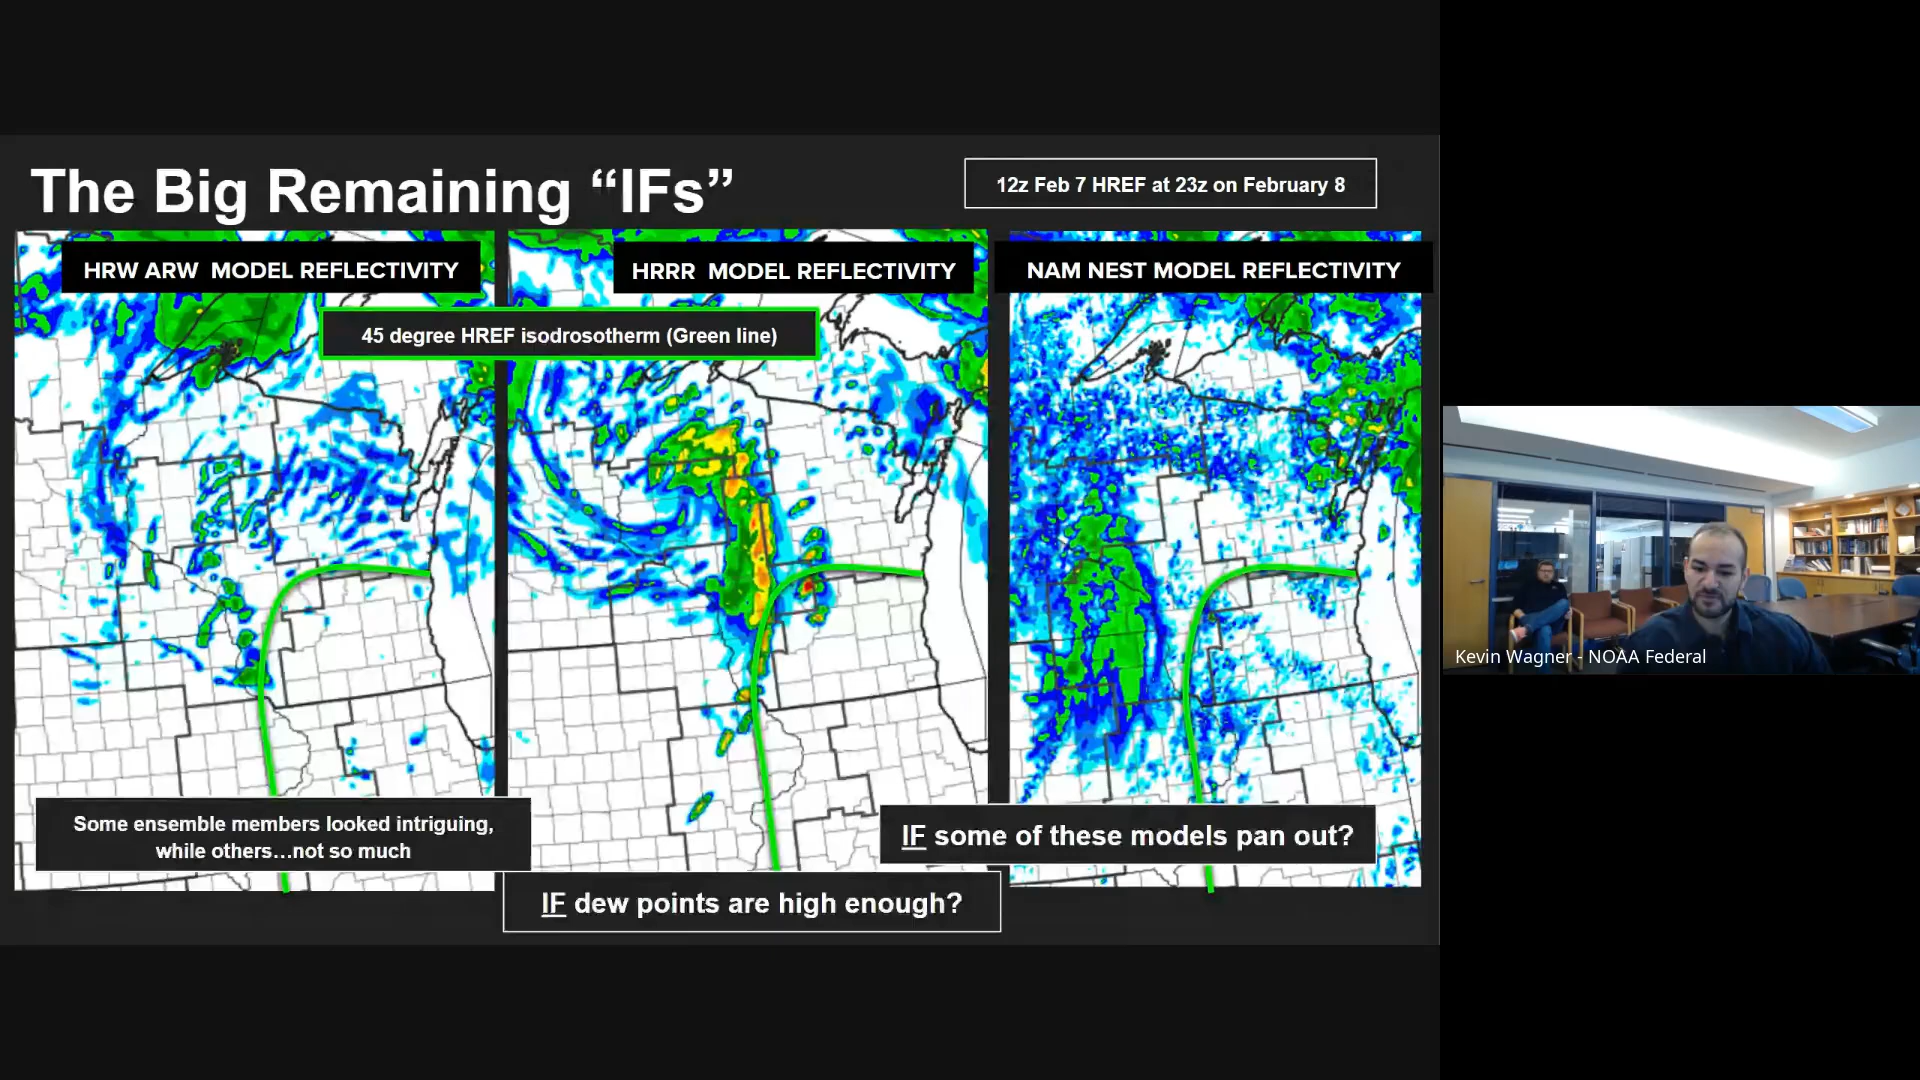 The Big Remaining “IFs”
12z Feb 7 HREF at 23z on February 8
HRW ARW MODEL REFLECTIVITY
HRRR MODEL REFLECTIVITY
NAM NEST MODEL REFLECTIVITY
45 degree HREF isodrosotherm (Green line)
Some ensemble members looked intriguing,
while others...not so much
IF some of these models pan out?
IF dew points are high enough?
Kevin Wagner - NOAA Federal